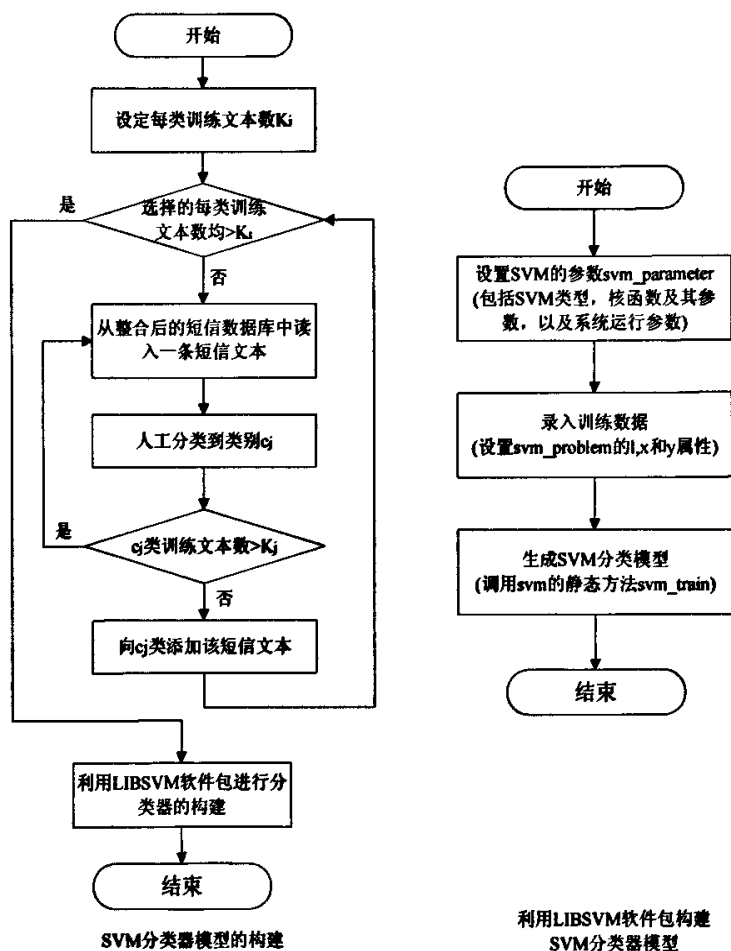 开始
设定每类训练文本数Ki
选择的每类训练
文本数均>Ki
是
否
从整合后的短信数据库中读
入一条短信文本
人工分类到类别cj
cj类训练文本数>Kj
是
否
向cj类添加该短信文本
利用LIBSVM软件包进行分
类器的构建
结束
SVM分类器模型的构建
开始
设置SVM的参数svm_parameter
(包括SVM类型，核函数及其参
数，以及系统运行参数)
录入训练数据
(设置svm_problem的l,x和y属性)
生成SVM分类模型
(调用svm的静态方法svm_train)
结束
利用LIBSVM软件包构建
SVM分类器模型